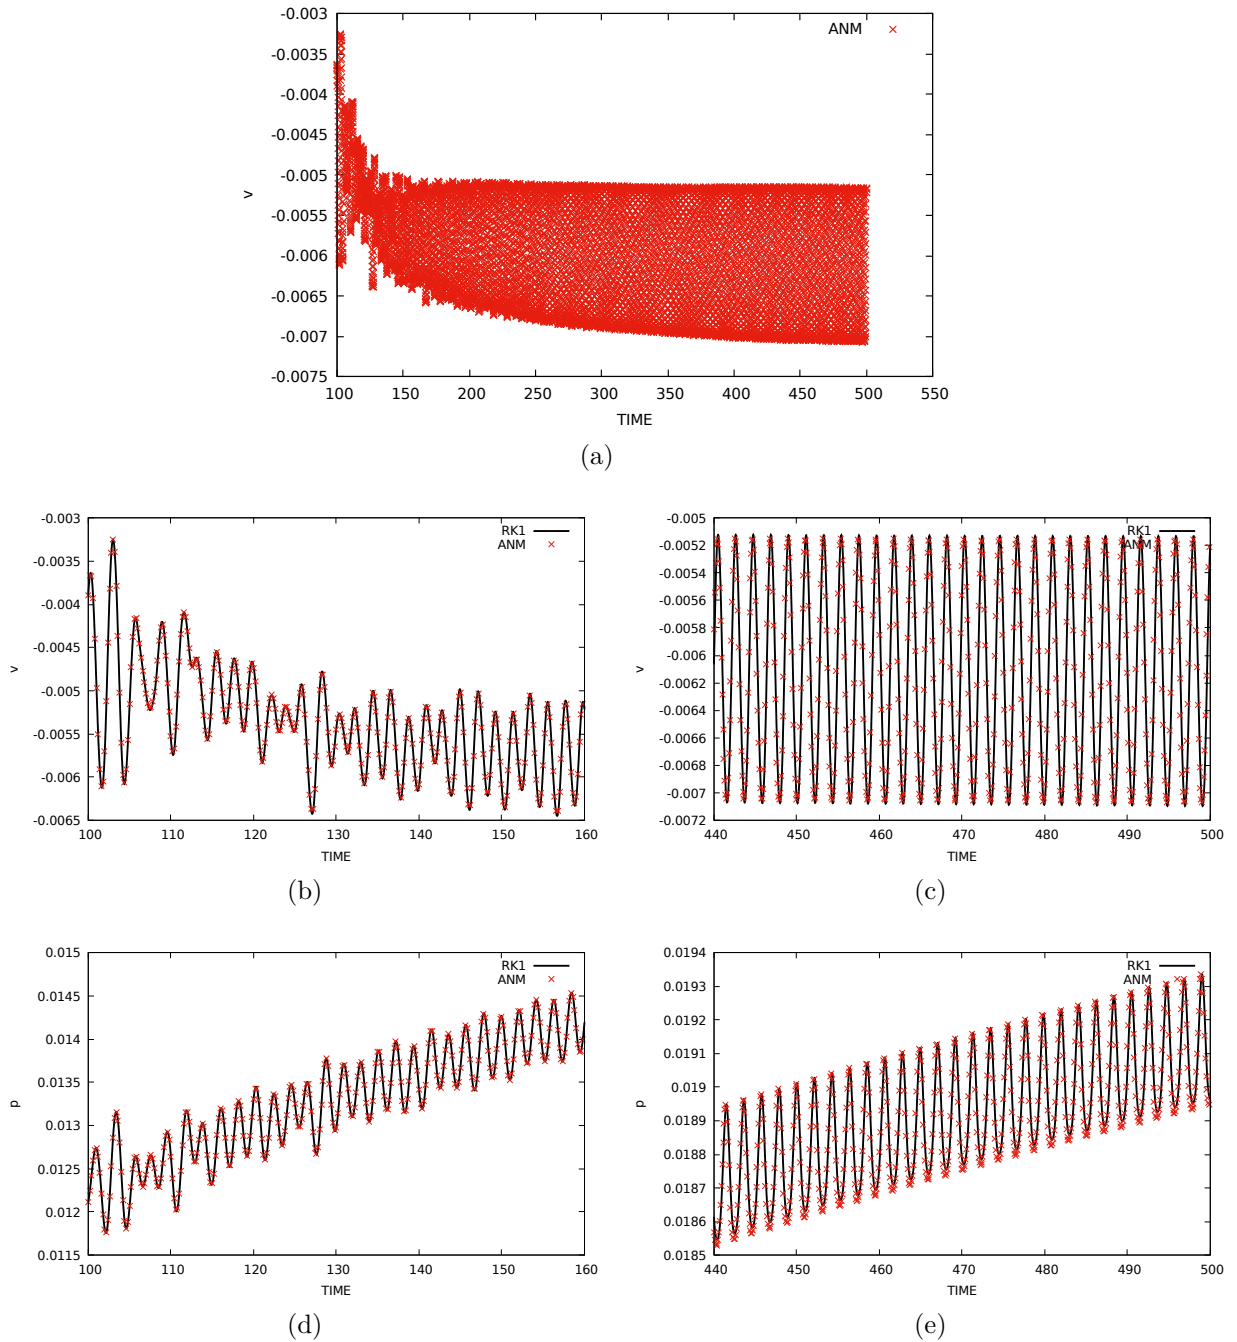 -0.003
ANM
-0.0035
-0.004
-0.0045
-0.005
v
-0.0055
-0.006
-0.0065
-0.007
-0.0075
100 150 200 250 300 350 400 450 500 550
TIME
(a)
-0.003
RK1
ANM
-0.0035
-0.004
-0.0045
v
-0.005
-0.0055
-0.006
-0.0065
100 110 120 130 140 150 160
TIME
(b)
-0.005
RK1
ANM
-0.0052
-0.0054
-0.0056
-0.0058
v
-0.006
-0.0062
-0.0064
-0.0066
-0.0068
-0.007
-0.0072
440 450 460 470 480 490 500
TIME
(c)
0.015
RK1
ANM
0.0145
0.014
0.0135
p
0.013
0.0125
0.012
0.0115
100 110 120 130 140 150 160
TIME
(d)
0.0194
RK1
ANM
0.0193
0.0192
0.0191
0.019
p
0.0189
0.0188
0.0187
0.0186
0.0185
440 450 460 470 480 490 500
TIME
(e)